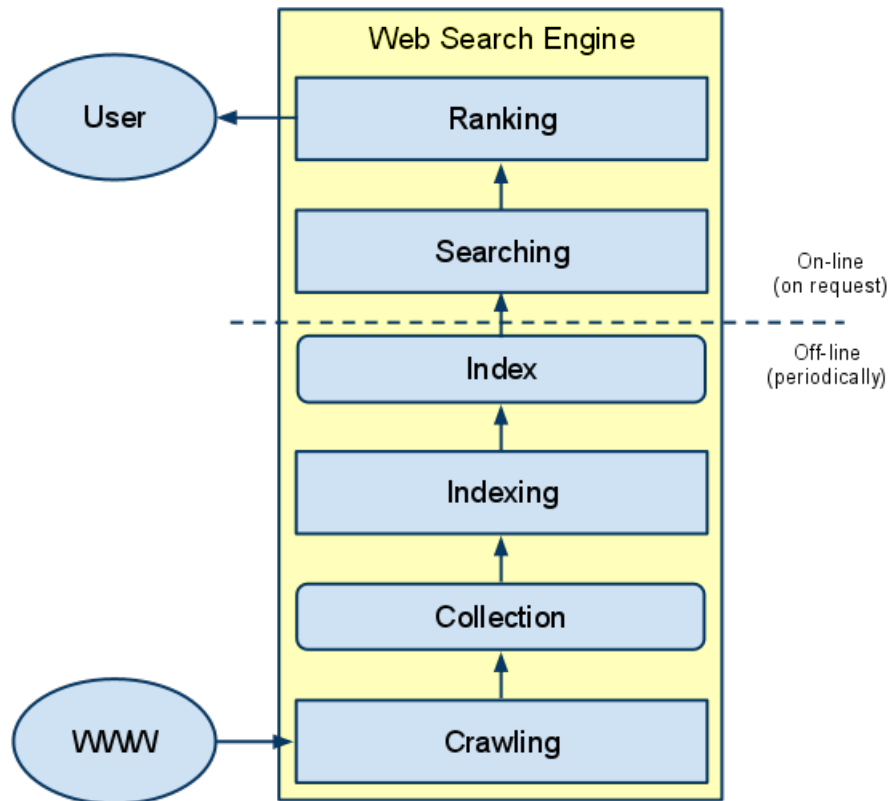 Web Search Engine
User
Ranking
Searching
On-line
(on request)
Off-line
(periodically)
Index
Indexing
Collection
WWW
Crawling